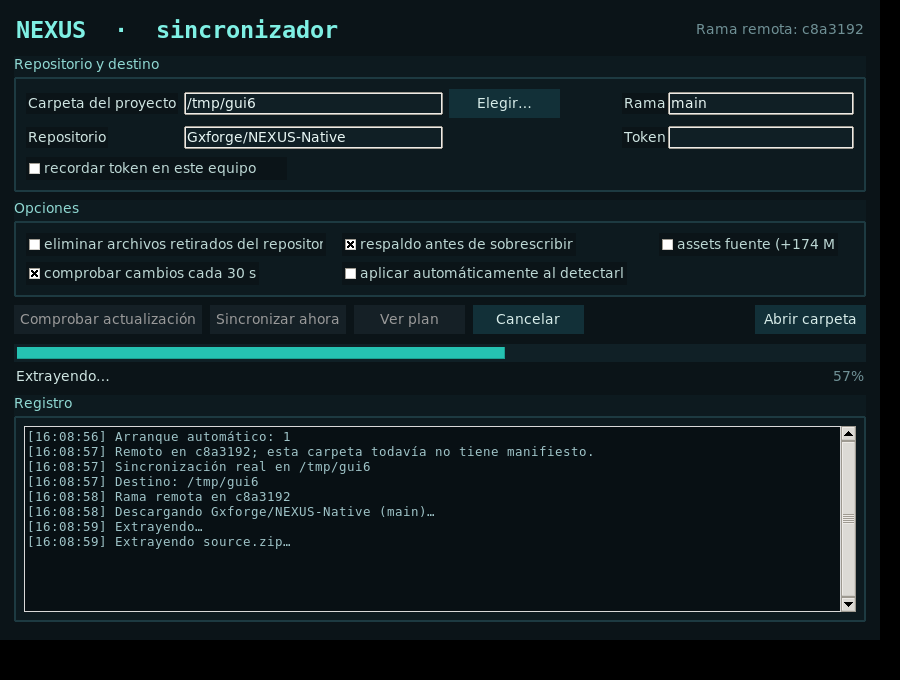 NEXUS · sincronizador
Rama remota: c8a3192
Repositorio y destino
Carpeta del proyecto /tmp/gui6 Elegir… Rama main
Repositorio Gxforge/NEXUS-Native Token
recordar token en este equipo
Opciones
eliminar archivos retirados del repositor respaldo antes de sobrescribir assets fuente (+174 M
comprobar cambios cada 30 s aplicar automáticamente al detectarl
Comprobar actualización Sincronizar ahora Ver plan Cancelar Abrir carpeta
Extrayendo… 57%
Registro
[16:08:56] Arranque automático: 1
[16:08:57] Remoto en c8a3192; esta carpeta todavía no tiene manifiesto.
[16:08:57] Sincronización real en /tmp/gui6
[16:08:57] Destino: /tmp/gui6
[16:08:58] Rama remota en c8a3192
[16:08:58] Descargando Gxforge/NEXUS-Native (main)…
[16:08:59] Extrayendo…
[16:08:59] Extrayendo source.zip…